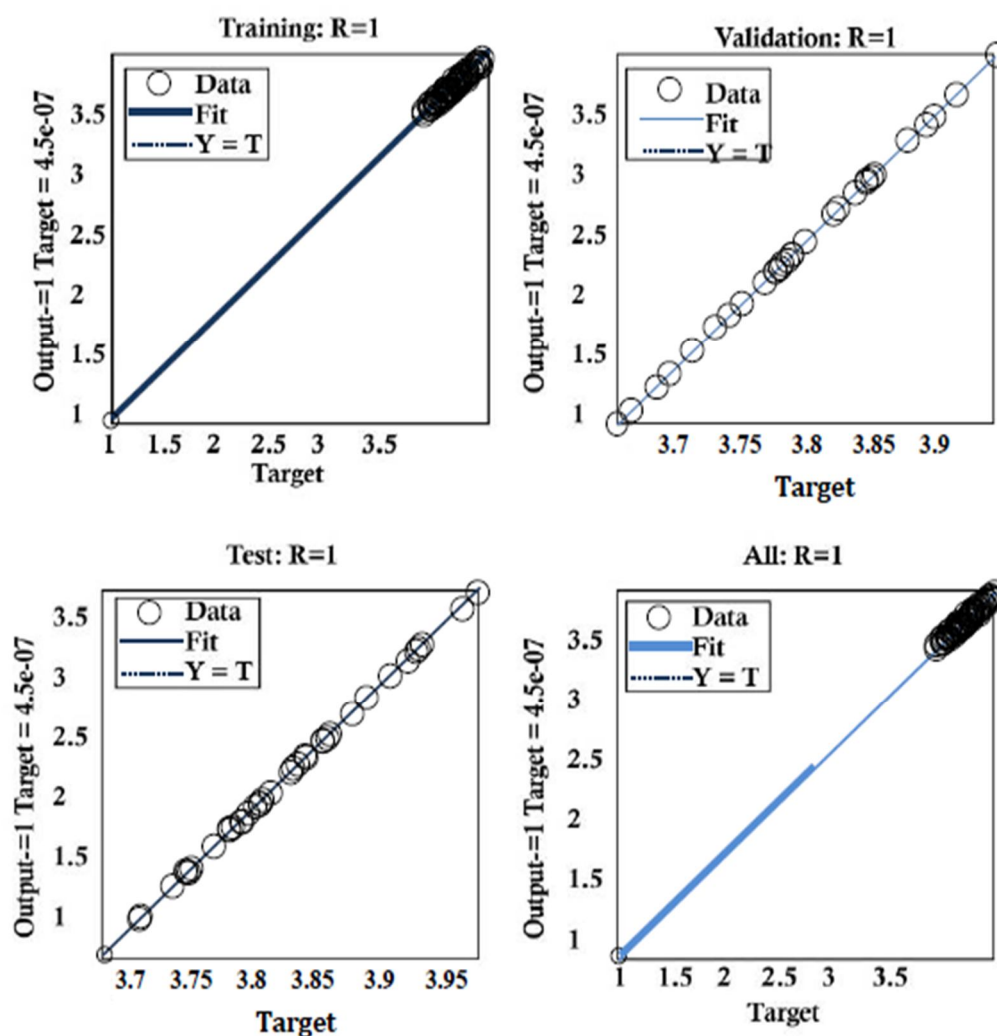 Training: R=1
Data
Fit
Y = T
Output-=1 Target = 4.5e-07
3.5
3
2.5
2
1.5
1
1 1.5 2 2.5 3 3.5
Target
Validation: R=1
Data
Fit
Y = T
Output-=1 Target = 4.5e-07
3.5
3
2.5
2
1.5
1
3.7 3.75 3.8 3.85 3.9
Target
Test: R=1
Data
Fit
Y = T
Output-=1 Target = 4.5e-07
3.5
3
2.5
2
1.5
1
3.7 3.75 3.8 3.85 3.9 3.95
Target
All: R=1
Data
Fit
Y = T
Output-=1 Target = 4.5e-07
3.5
3
2.5
2
1.5
1
1 1.5 2 2.5 3 3.5
Target